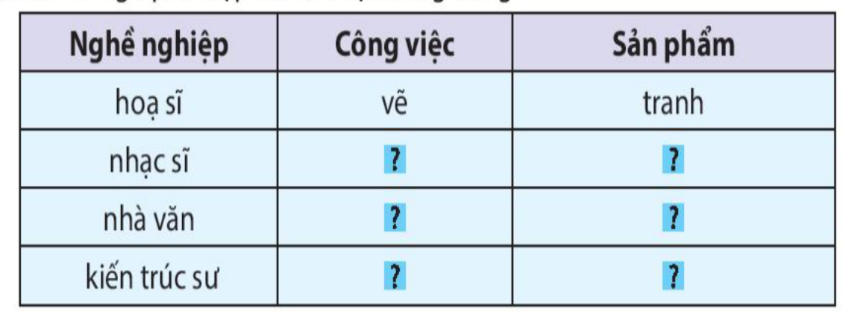 Nghề nghiệp Công việc Sản phẩm
hoạ sĩ vẽ tranh
nhạc sĩ ? ?
nhà văn ? ?
kiến trúc sư ? ?